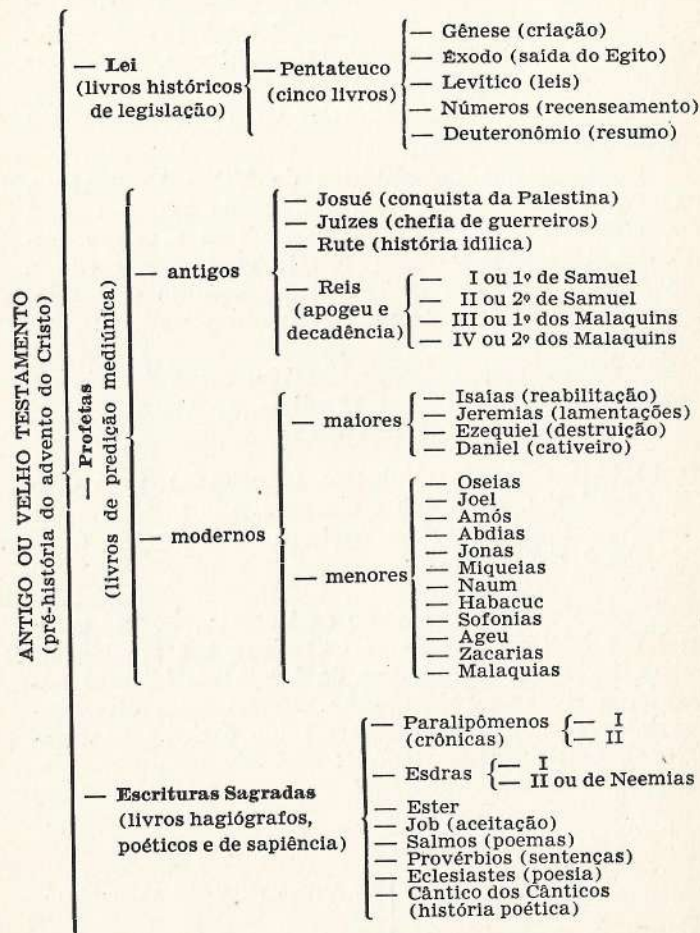 ANTIGO OU VELHO TESTAMENTO
(pré-história do advento do Cristo)
— Lei
(livros históricos
de legislação)
— Pentateuco
(cinco livros)
— Gênese (criação)
— Êxodo (saída do Egito)
— Levítico (leis)
— Números (recenseamento)
— Deuteronômio (resumo)
— Profetas
(livros de predição mediúnica)
— antigos
— Josué (conquista da Palestina)
— Juízes (chefia de guerreiros)
— Rute (história idílica)
— Reis
(apogeu e
decadência)
— I ou 1º de Samuel
— II ou 2º de Samuel
— III ou 1º dos Malaquins
— IV ou 2º dos Malaquins
— modernos
— maiores
— Isaías (reabilitação)
— Jeremias (lamentações)
— Ezequiel (destruição)
— Daniel (cativeiro)
— menores
— Oseias
— Joel
— Amós
— Abdias
— Jonas
— Miqueias
— Naum
— Habacuc
— Sofonias
— Ageu
— Zacarias
— Malaquias
— Escrituras Sagradas
(livros hagiógrafos,
poéticos e de sapiência)
— Paralipômenos
(crônicas)
— I
— II
— Esdras
— I
— II ou de Neemias
— Ester
— Job (aceitação)
— Salmos (poemas)
— Provérbios (sentenças)
— Eclesiastes (poesia)
— Cântico dos Cânticos
(história poética)